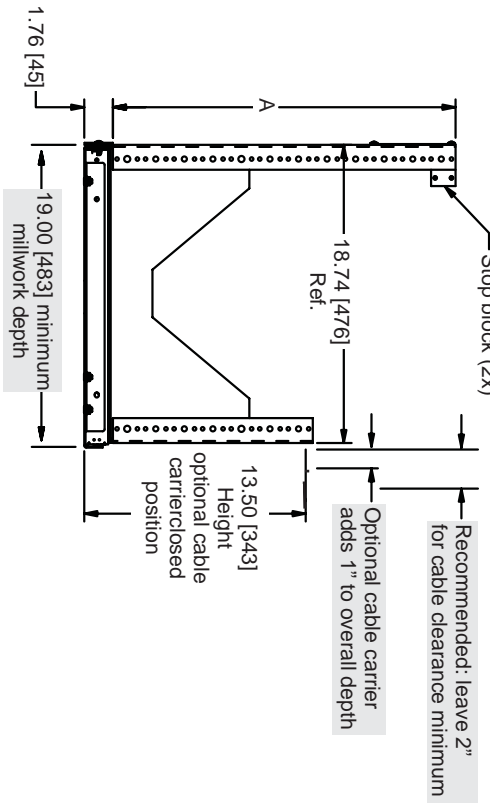 Stop block (2x)
A
1.76 [45]
18.74 [476]
Ref.
19.00 [483] minimum
millwork depth
Recommended: leave 2”
for cable clearance minimum
Optional cable carrier
adds 1” to overall depth
13.50 [343]
Height
optional cable
carrierclosed
position